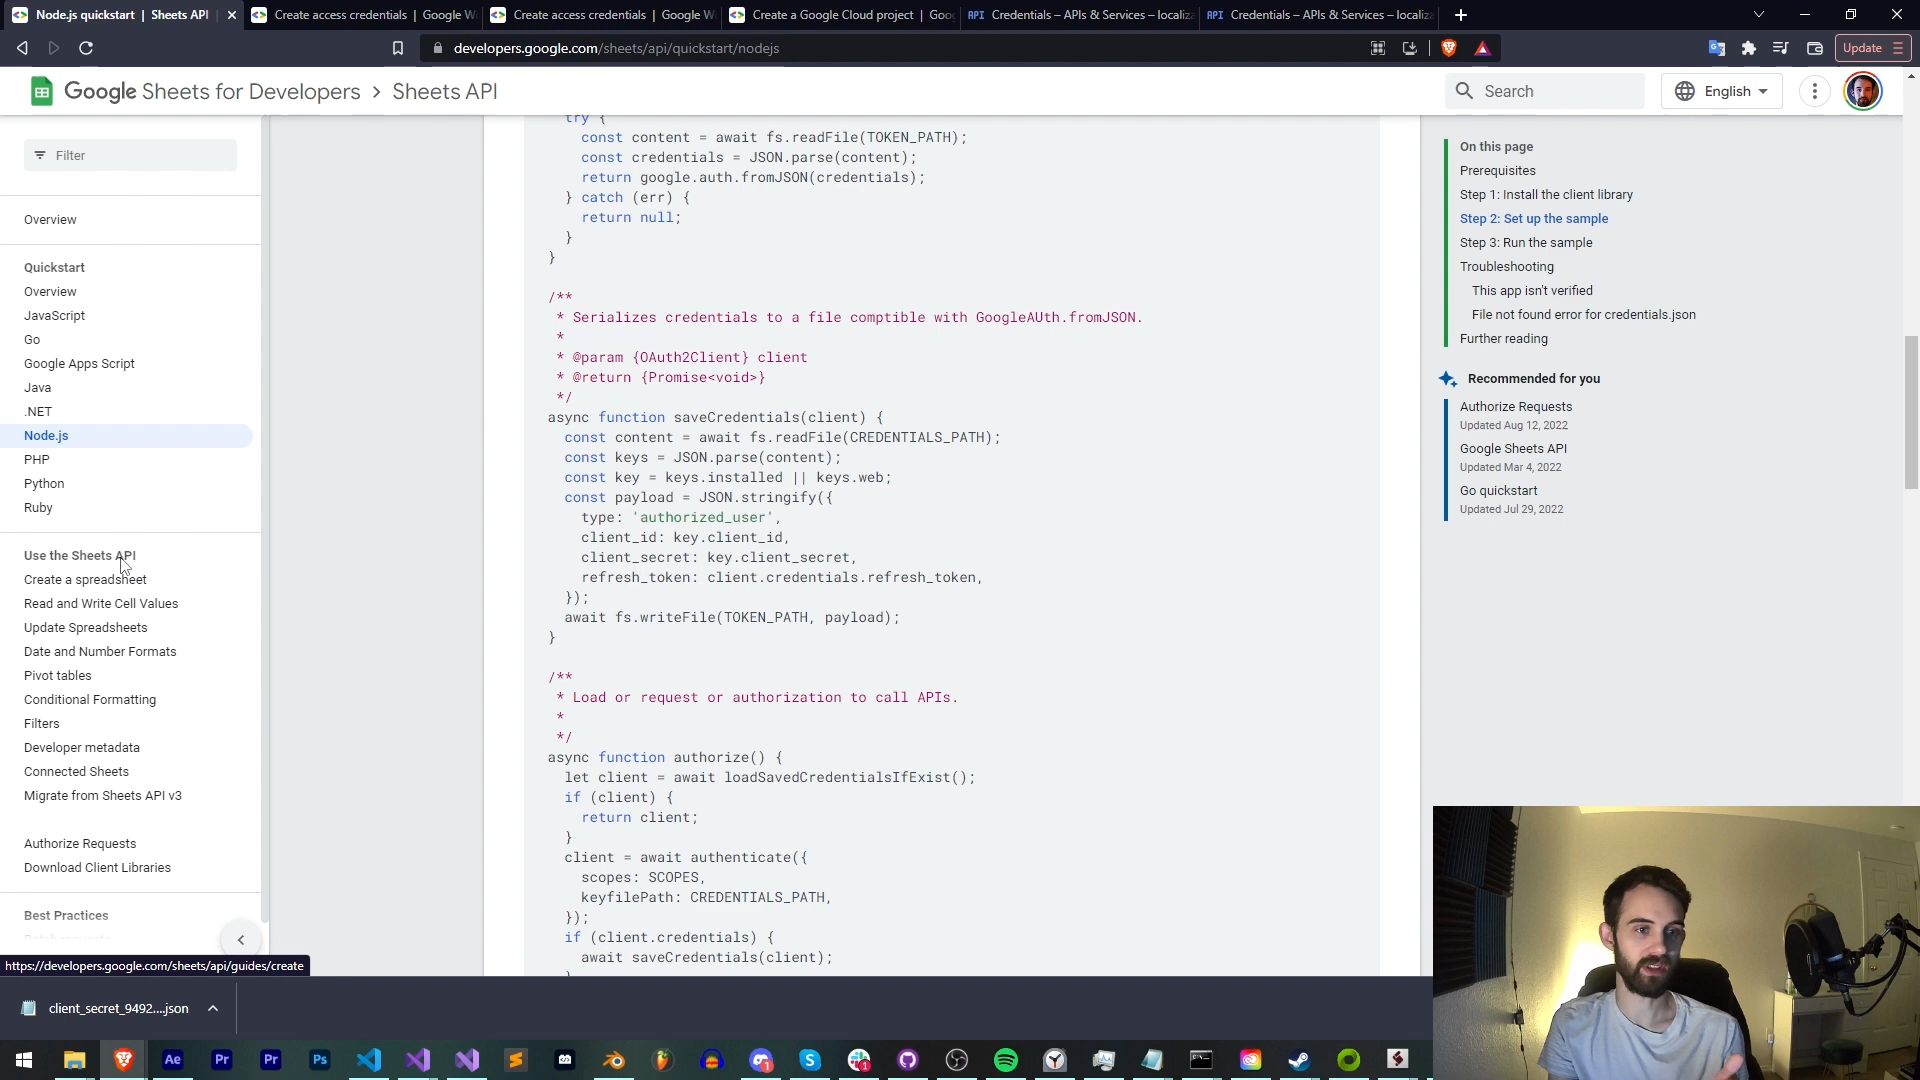 Node.js quickstart | Sheets API
Create access credentials | Google W
Create access credentials | Google W
Create a Google Cloud project | Goo
API Credentials – APIs & Services – localiz
API Credentials – APIs & Services – localiz
developers.google.com/sheets/api/quickstart/nodejs
Update
Google Sheets for Developers > Sheets API
Search
English
Filter
Overview
Quickstart
Overview
JavaScript
Go
Google Apps Script
Java
.NET
Node.js
PHP
Python
Ruby
Use the Sheets API
Create a spreadsheet
Read and Write Cell Values
Update Spreadsheets
Date and Number Formats
Pivot tables
Conditional Formatting
Filters
Developer metadata
Connected Sheets
Migrate from Sheets API v3
Authorize Requests
Download Client Libraries
Best Practices
https://developers.google.com/sheets/api/guides/create
try {
const content = await fs.readFile(TOKEN_PATH);
const credentials = JSON.parse(content);
return google.auth.fromJSON(credentials);
} catch (err) {
return null;
}
}
/**
* Serializes credentials to a file comptible with GoogleAUth.fromJSON.
*
* @param {OAuth2Client} client
* @return {Promise<void>}
*/
async function saveCredentials(client) {
const content = await fs.readFile(CREDENTIALS_PATH);
const keys = JSON.parse(content);
const key = keys.installed || keys.web;
const payload = JSON.stringify({
type: 'authorized_user',
client_id: key.client_id,
client_secret: key.client_secret,
refresh_token: client.credentials.refresh_token,
});
await fs.writeFile(TOKEN_PATH, payload);
}
/**
* Load or request or authorization to call APIs.
*
*/
async function authorize() {
let client = await loadSavedCredentialsIfExist();
if (client) {
return client;
}
client = await authenticate({
scopes: SCOPES,
keyfilePath: CREDENTIALS_PATH,
});
if (client.credentials) {
await saveCredentials(client);
On this page
Prerequisites
Step 1: Install the client library
Step 2: Set up the sample
Step 3: Run the sample
Troubleshooting
This app isn't verified
File not found error for credentials.json
Further reading
Recommended for you
Authorize Requests
Updated Aug 12, 2022
Google Sheets API
Updated Mar 4, 2022
Go quickstart
Updated Jul 29, 2022
client_secret_9492....json
Ae
Pr
Pr
Ps